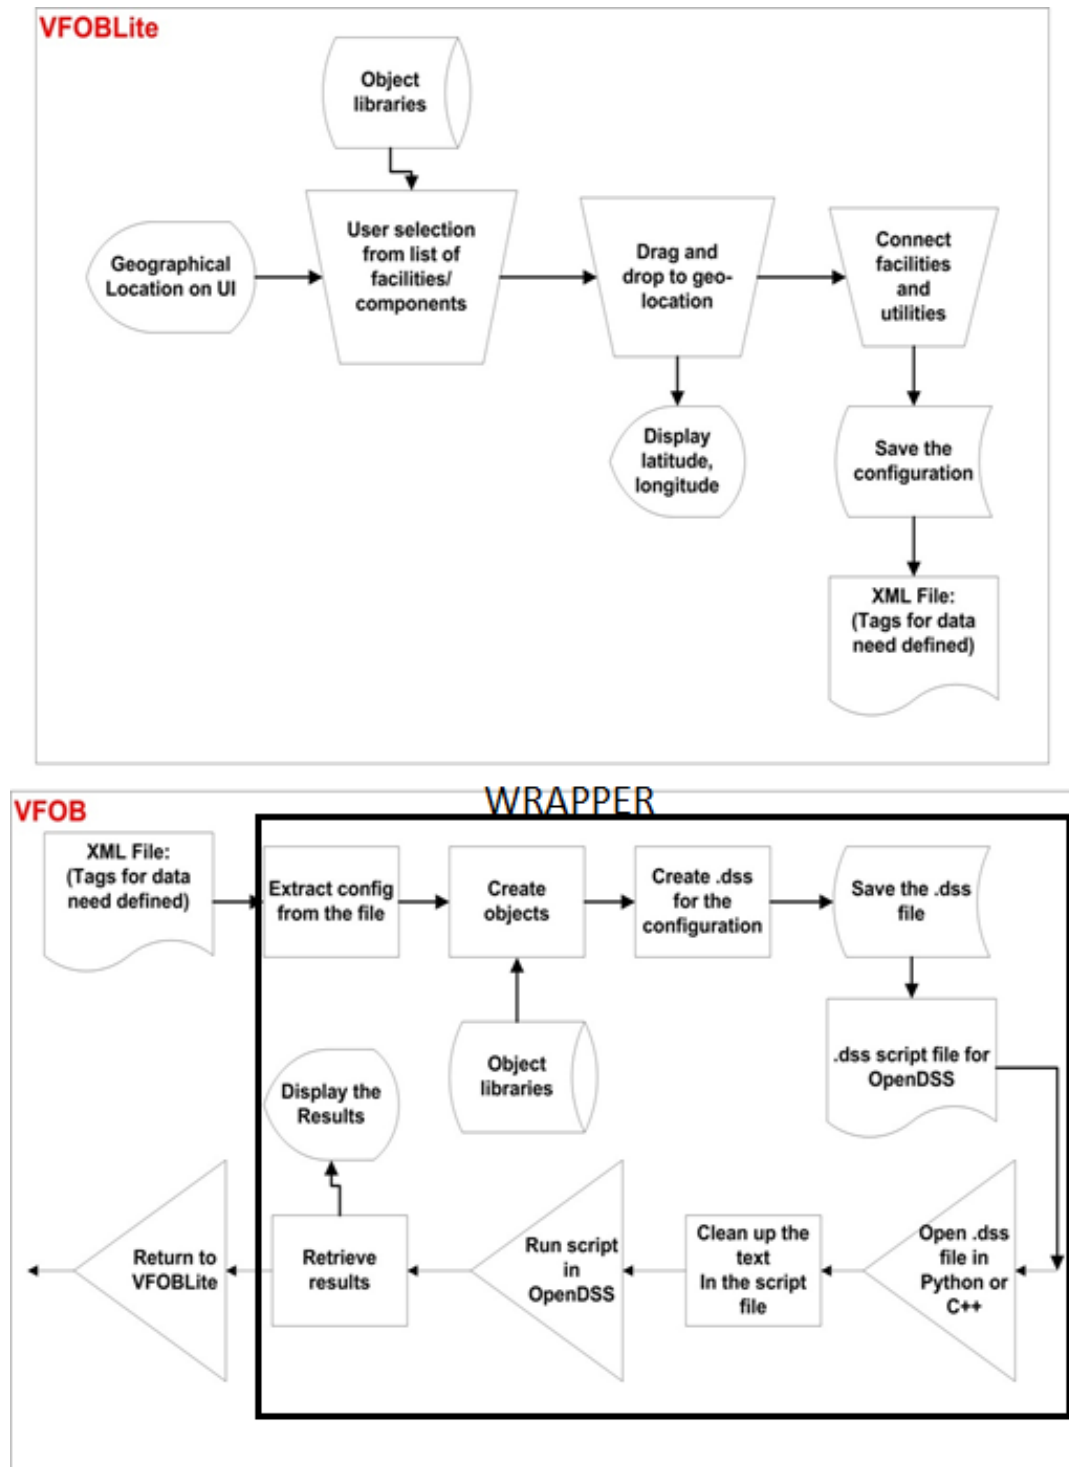 VFOBLite
Object
libraries
Geographical
Location on UI
User selection
from list of
facilities/
components
Drag and
drop to geo-
location
Connect
facilities
and
utilities
Display
latitude,
longitude
Save the
configuration
XML File:
(Tags for data
need defined)
VFOB
WRAPPER
XML File:
(Tags for data
need defined)
Extract config
from the file
Create
objects
Create .dss
for the
configuration
Save the .dss
file
Object
libraries
.dss script file for
OpenDSS
Display the
Results
Return to
VFOBLite
Retrieve
results
Run script
in
OpenDSS
Clean up the
text
In the script
file
Open .dss
file in
Python or
C++